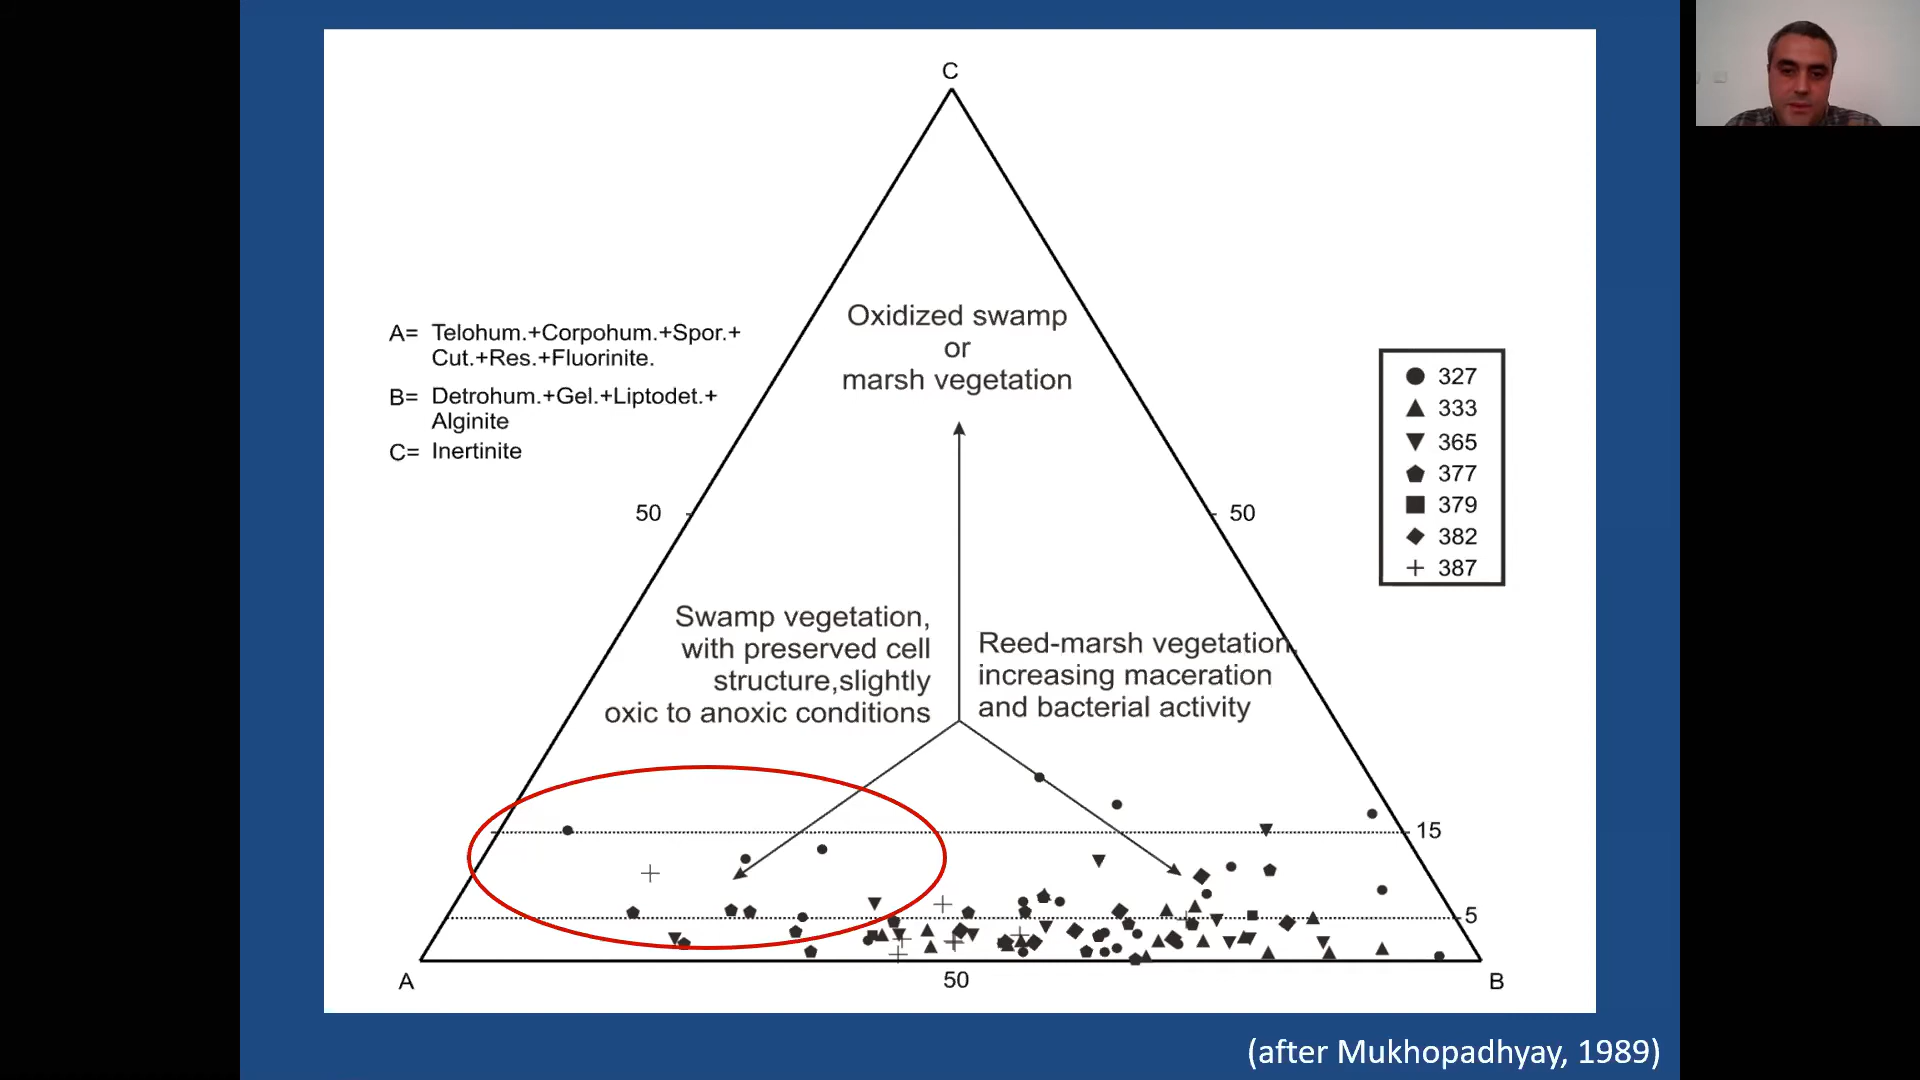 C
Oxidized swamp
or
marsh vegetation
A= Telohum.+Corpohum.+Spor.+
Cut.+Res.+Fluorinite.
B= Detrohum.+Gel.+Liptodet.+
Alginite
C= Inertinite
327
333
365
377
379
382
387
50
50
Swamp vegetation,
with preserved cell
structure,slightly
oxic to anoxic conditions
Reed-marsh vegetation,
increasing maceration
and bacterial activity
15
5
A
50
B
(after Mukhopadhyay, 1989)